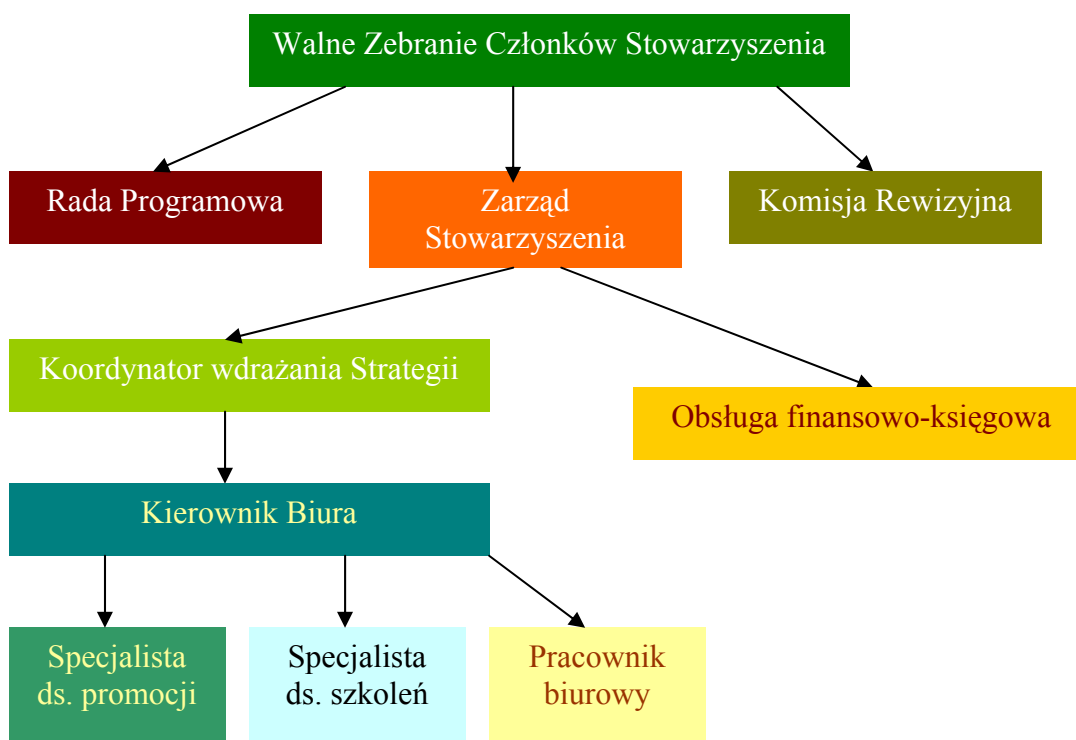 Walne Zebranie Członków Stowarzyszenia
Rada Programowa
Zarząd
Stowarzyszenia
Komisja Rewizyjna
Koordynator wdrażania Strategii
Obsługa finansowo-księgowa
Kierownik Biura
Specjalista
ds. promocji
Specjalista
ds. szkoleń
Pracownik
biurowy